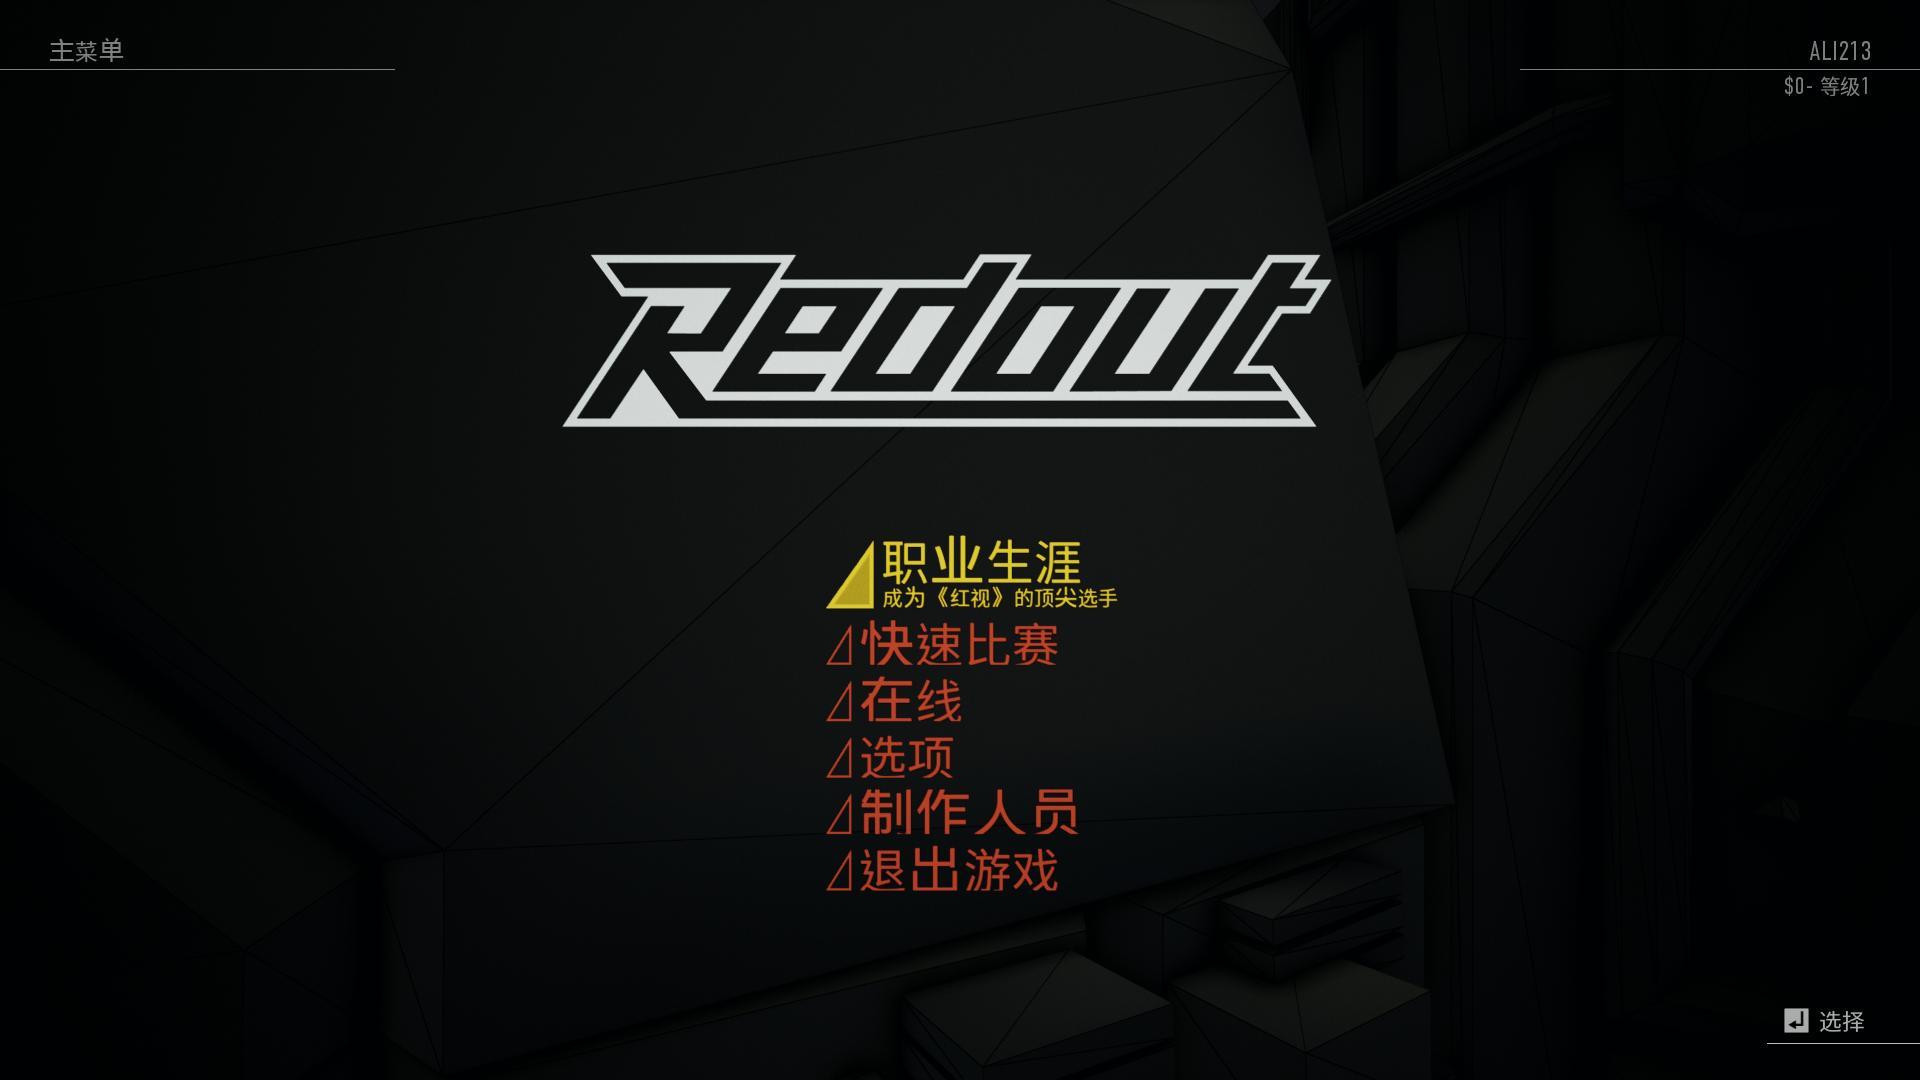 主菜单
ALI213
$0- 等级1
Redout
职业生涯
成为《红视》的顶尖选手
快速比赛
在线
选项
制作人员
退出游戏
选择